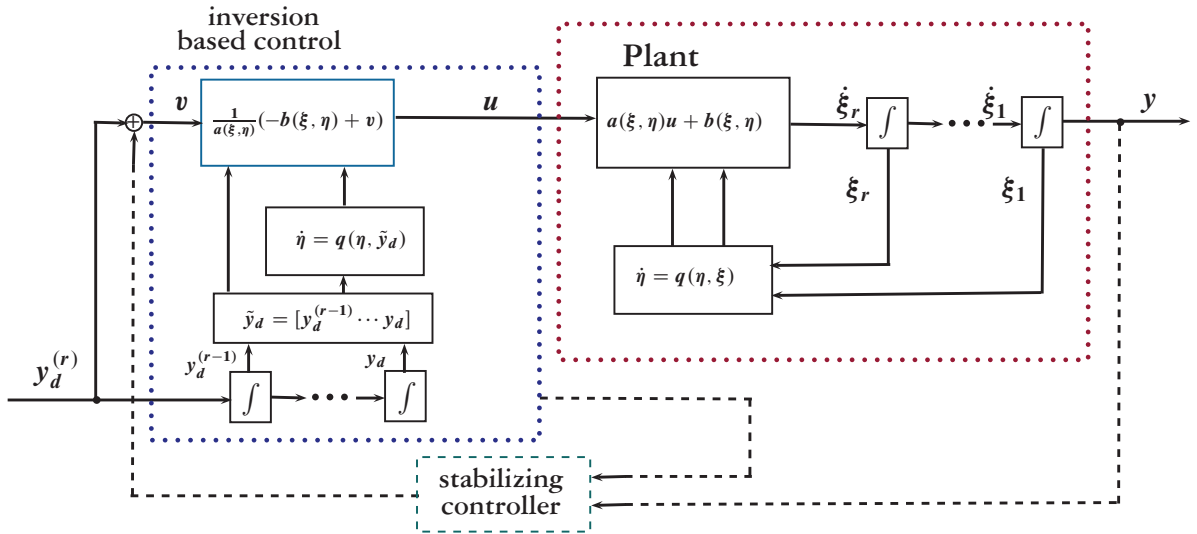 inversion
based control
Plant
v
1/a(ξ,η) (−b(ξ, η) + v)
u
a(ξ, η)u + b(ξ, η)
ξ̇_r
∫
•••
ξ̇_1
∫
y
ξ_r
ξ_1
η̇ = q(η, ỹ_d)
η̇ = q(η, ξ)
ỹ_d = [y_d^{(r−1)} ⋯ y_d]
y_d^{(r)}
y_d^{(r−1)}
y_d
∫
•••
∫
stabilizing
controller